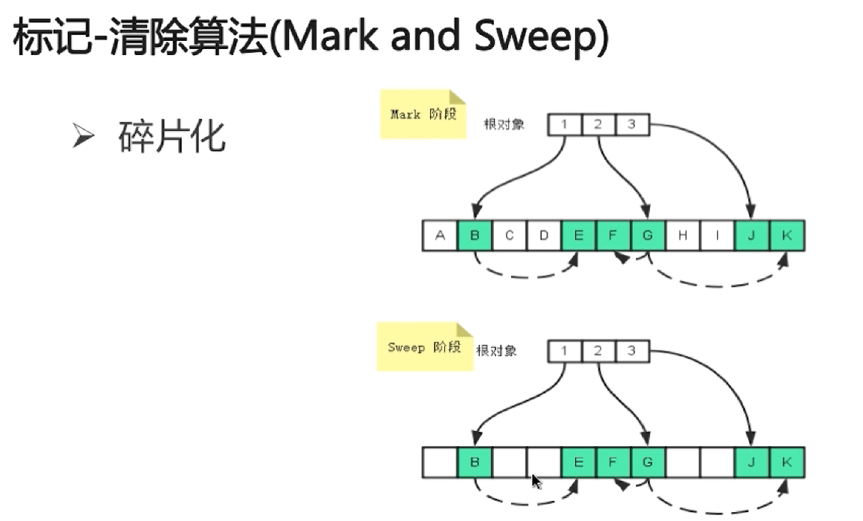 标记-清除算法(Mark and Sweep)
➢ 碎片化
Mark 阶段
根对象 1 2 3
A B C D E F G H I J K
Sweep 阶段
根对象 1 2 3
B E F G J K